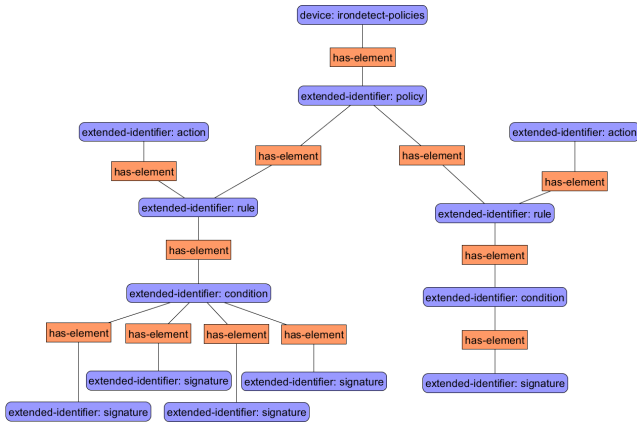 device: irondetect-policies
has-element
extended-identifier: policy
extended-identifier: action
extended-identifier: action
has-element
has-element
has-element
has-element
extended-identifier: rule
extended-identifier: rule
has-element
has-element
extended-identifier: condition
extended-identifier: condition
has-element
has-element
has-element
has-element
has-element
extended-identifier: signature
extended-identifier: signature
extended-identifier: signature
extended-identifier: signature
extended-identifier: signature